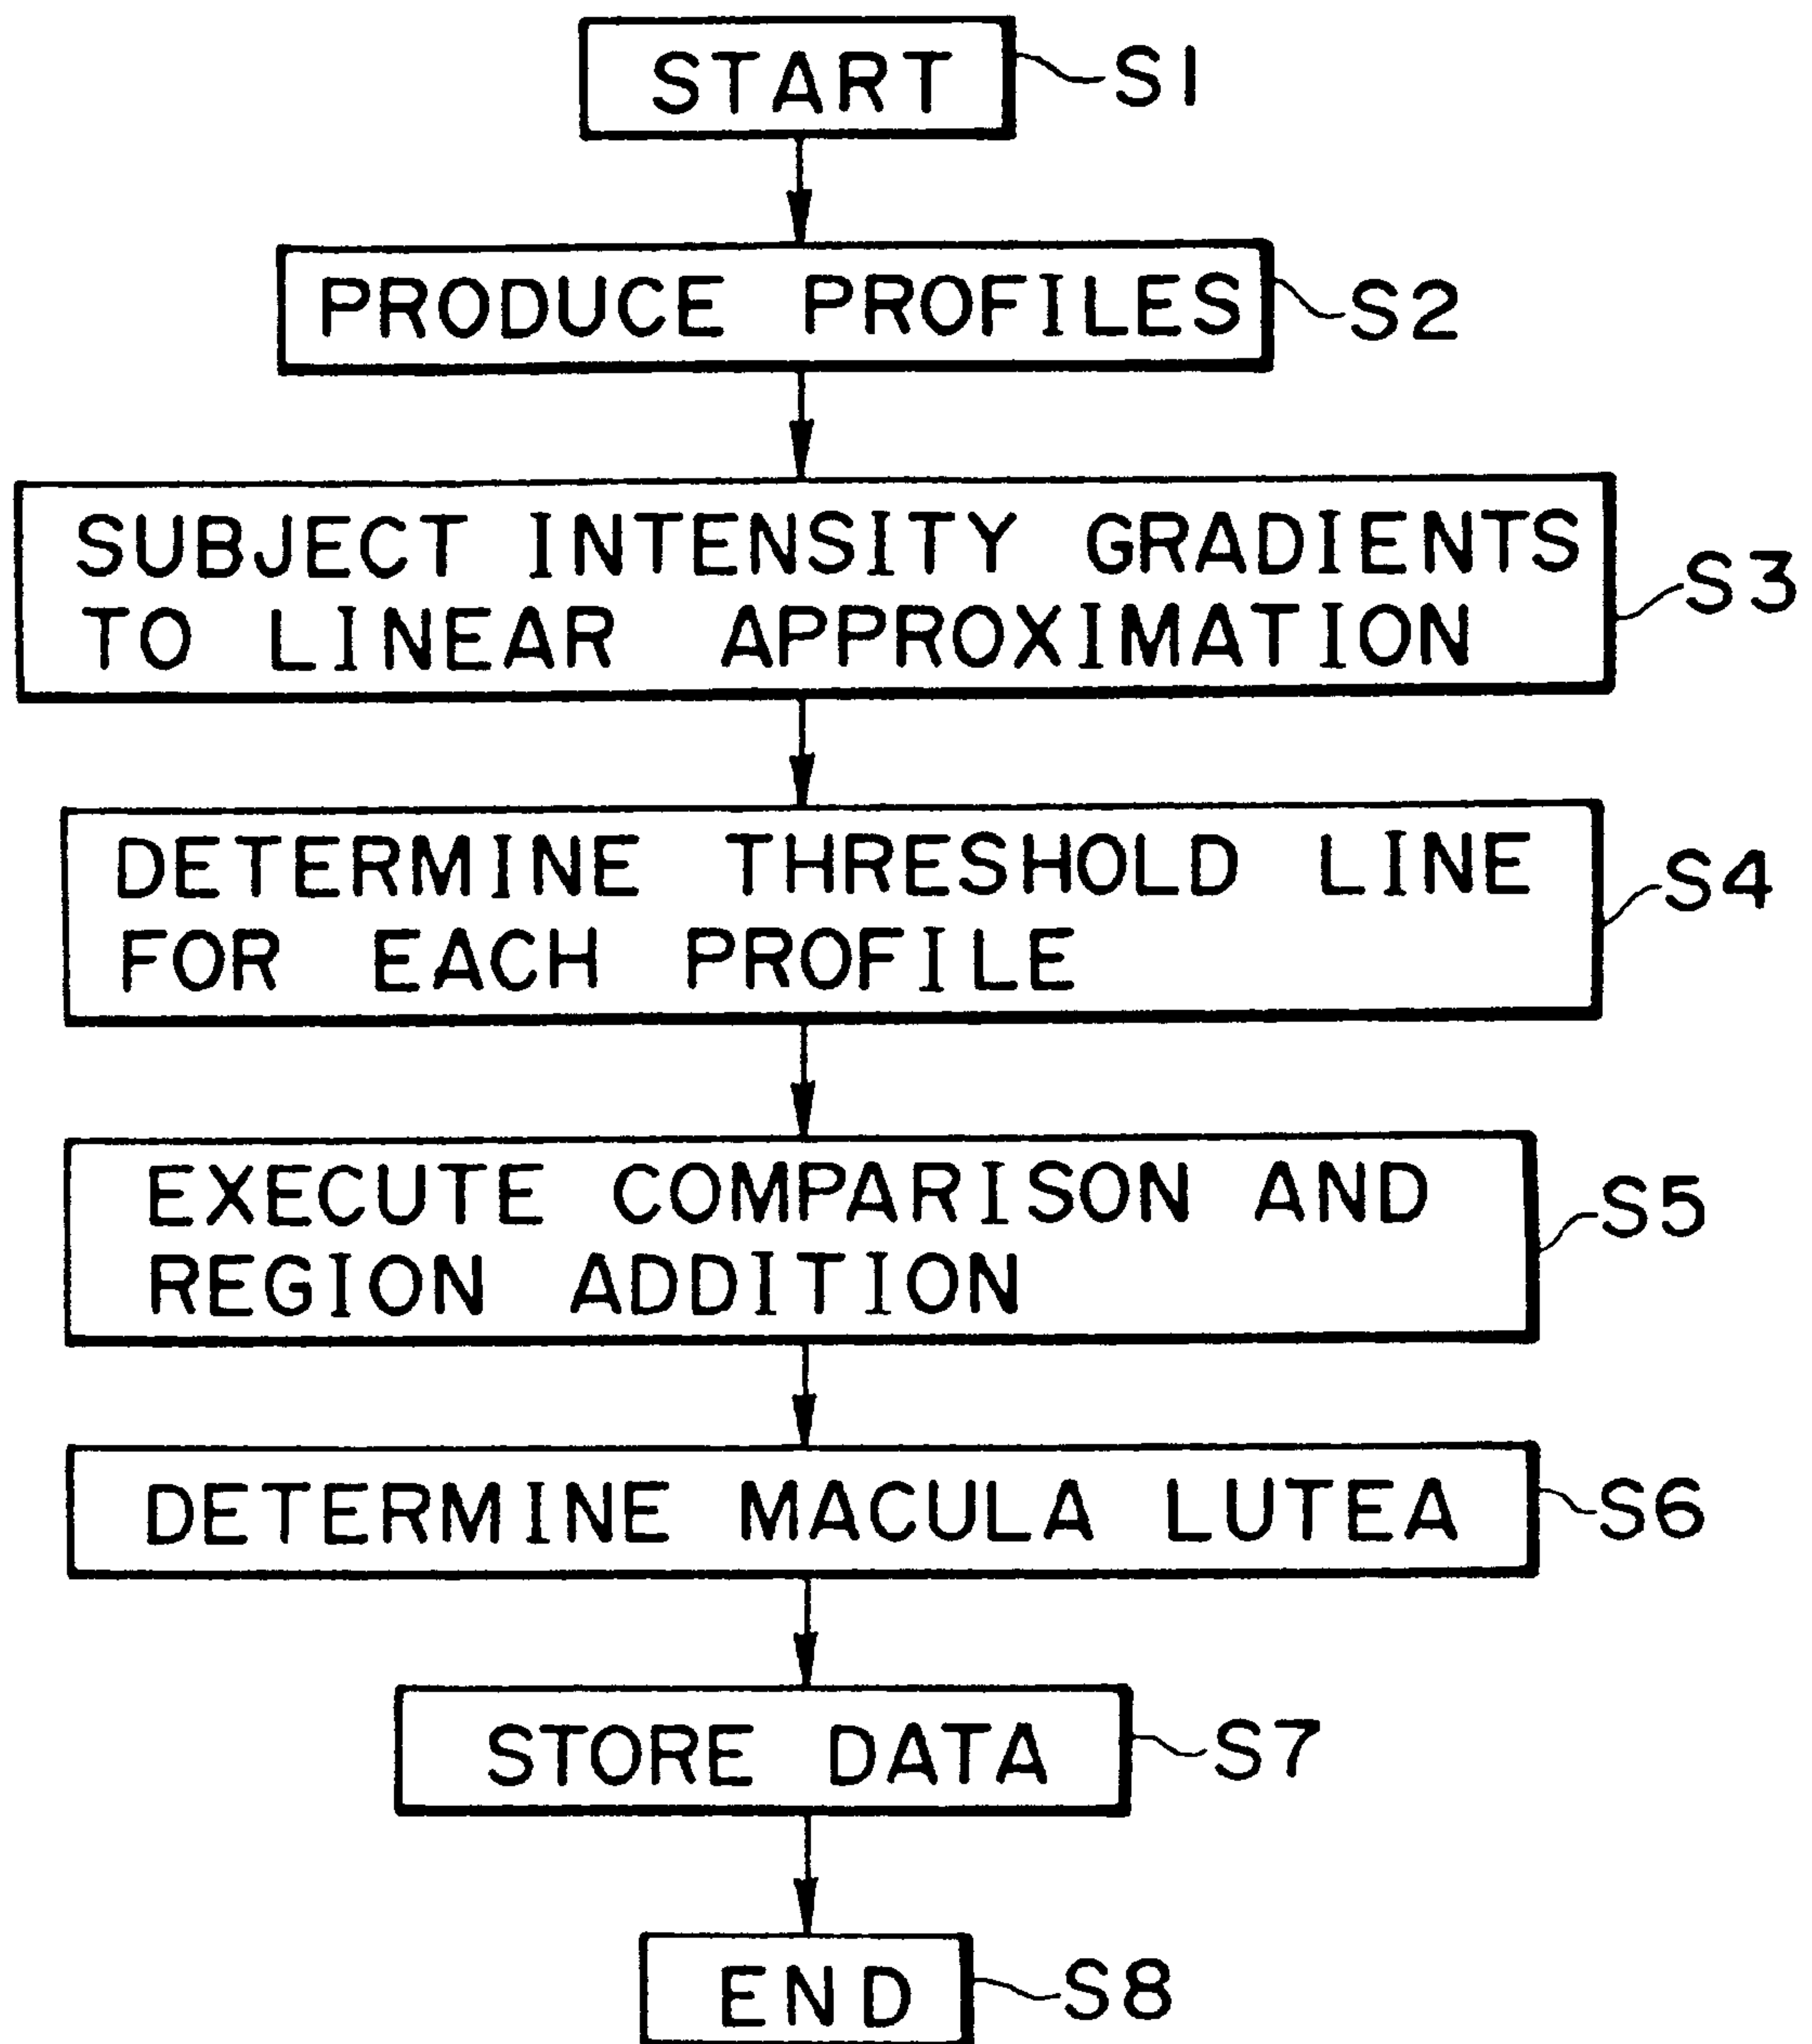 START
S1
PRODUCE PROFILES
S2
SUBJECT INTENSITY GRADIENTS
TO LINEAR APPROXIMATION
S3
DETERMINE THRESHOLD LINE
FOR EACH PROFILE
S4
EXECUTE COMPARISON AND
REGION ADDITION
S5
DETERMINE MACULA LUTEA
S6
STORE DATA
S7
END
S8